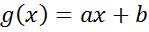 g(x) = ax + b